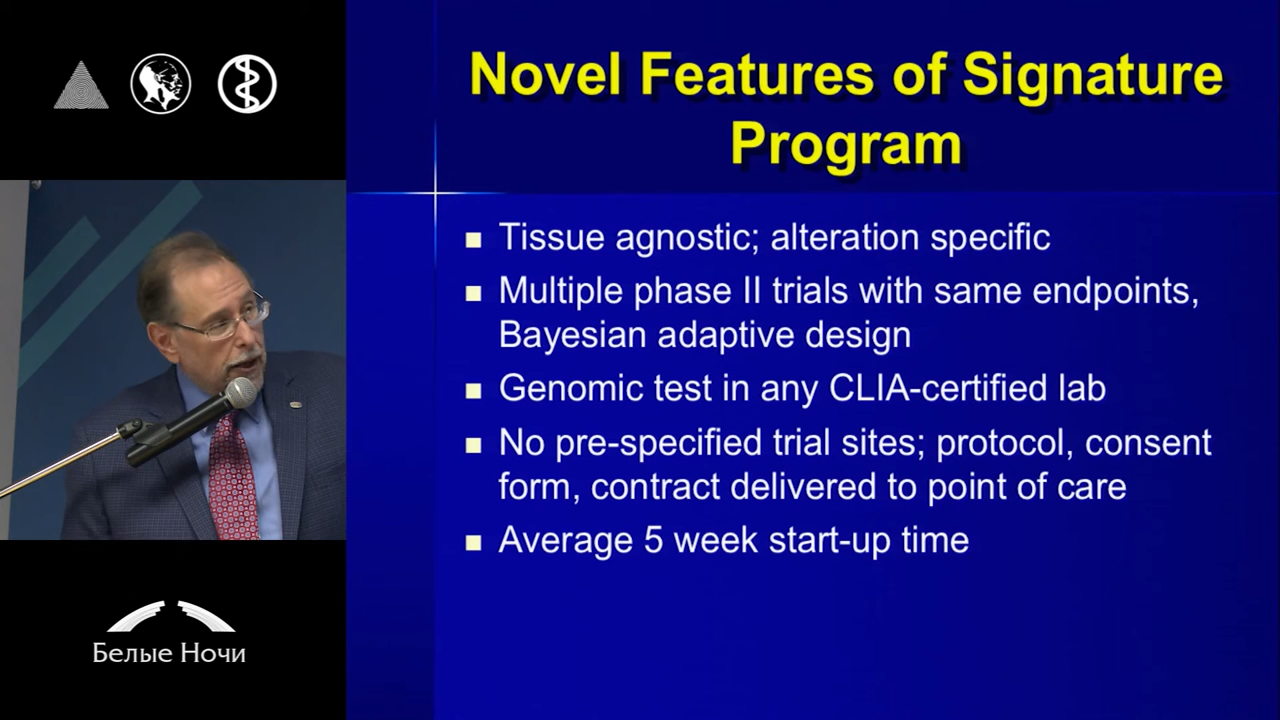 Novel Features of Signature
Program
Tissue agnostic; alteration specific
Multiple phase II trials with same endpoints,
Bayesian adaptive design
Genomic test in any CLIA-certified lab
No pre-specified trial sites; protocol, consent
form, contract delivered to point of care
Average 5 week start-up time
Белые Ночи